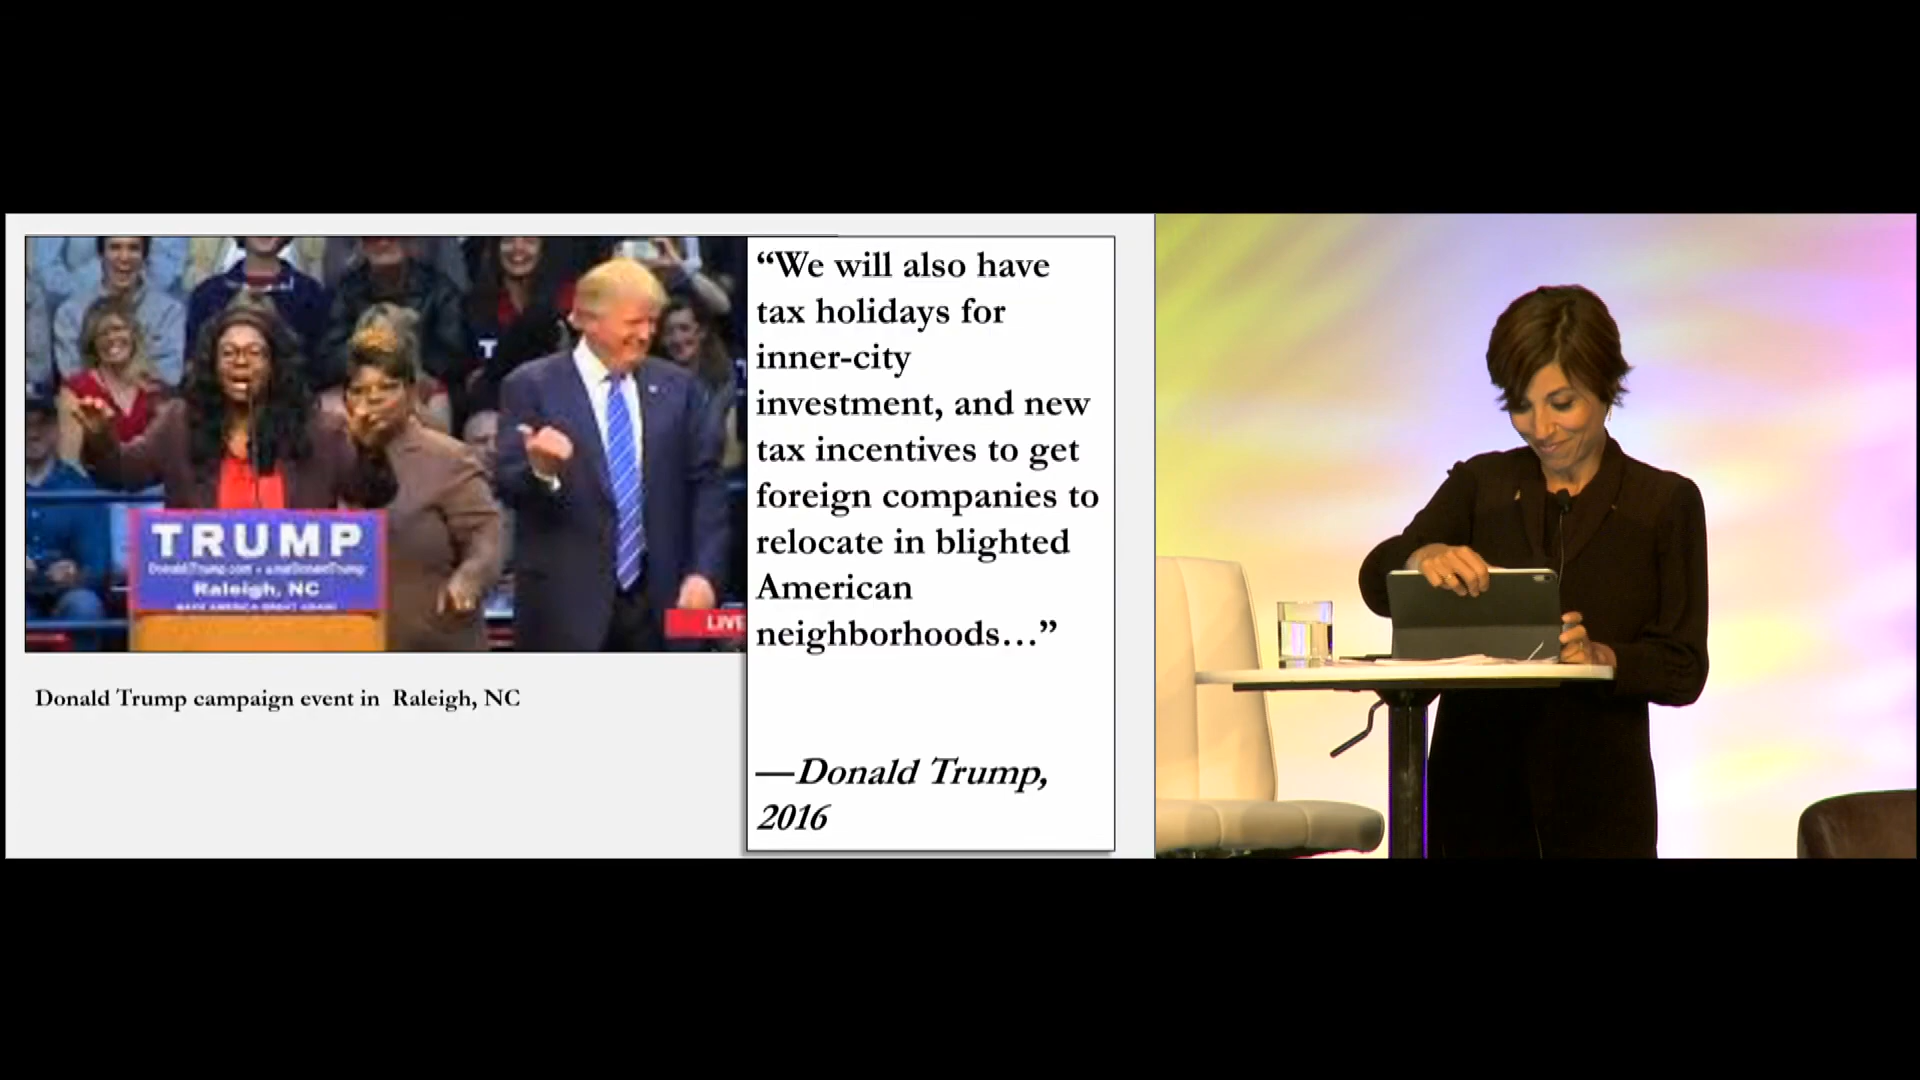 “We will also have
tax holidays for
inner-city
investment, and new
tax incentives to get
foreign companies to
relocate in blighted
American
neighborhoods…”
—Donald Trump,
2016
TRUMP
Raleigh, NC
LIVE
Donald Trump campaign event in Raleigh, NC